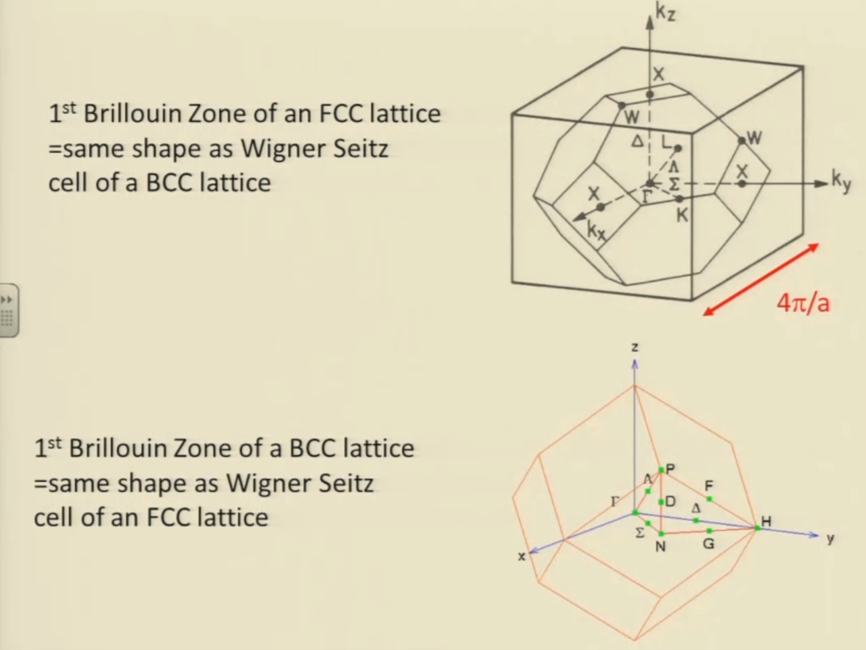 1st Brillouin Zone of an FCC lattice
=same shape as Wigner Seitz
cell of a BCC lattice
kz
X
W
Δ
L
W
Λ
Σ
X
ky
X
Γ
K
kx
4π/a
1st Brillouin Zone of a BCC lattice
=same shape as Wigner Seitz
cell of an FCC lattice
z
P
Λ
F
Γ
D
Δ
H
Σ
N
G
y
x